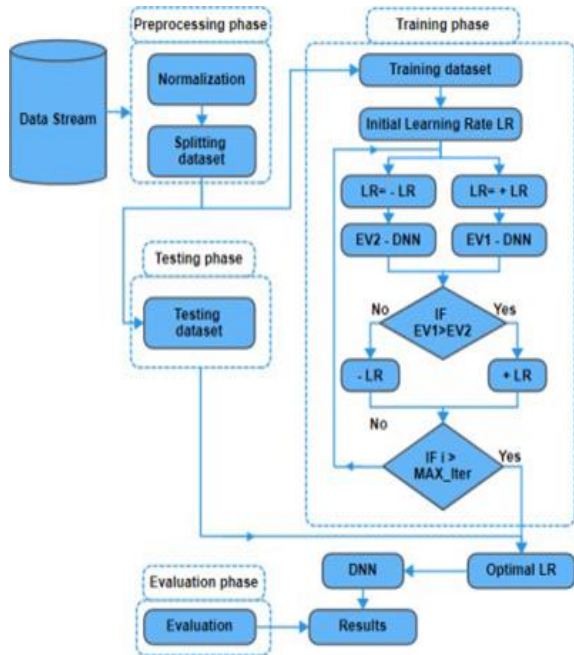 Preprocessing phase
Training phase
Data Stream
Normalization
Splitting
dataset
Training dataset
Initial Learning Rate LR
LR= - LR
LR= + LR
EV2 - DNN
EV1 - DNN
Testing phase
Testing
dataset
No
IF
EV1>EV2
Yes
- LR
+ LR
No
IF i >
MAX_Iter
Yes
Evaluation phase
DNN
Optimal LR
Evaluation
Results